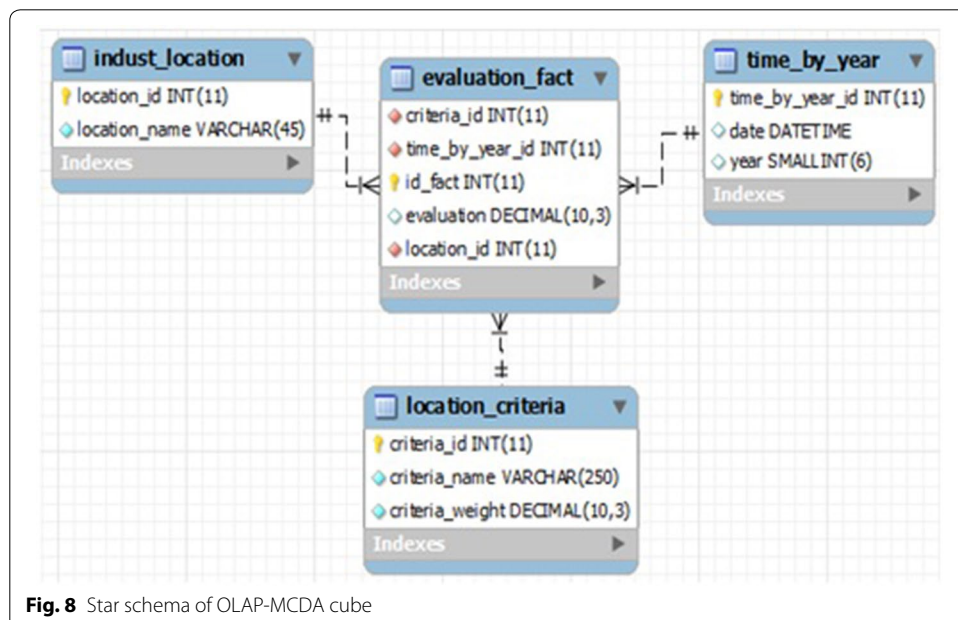 indust_location
location_id INT(11)
location_name VARCHAR(45)
Indexes
evaluation_fact
criteria_id INT(11)
time_by_year_id INT(11)
id_fact INT(11)
evaluation DECIMAL(10,3)
location_id INT(11)
Indexes
time_by_year
time_by_year_id INT(11)
date DATETIME
year SMALLINT(6)
Indexes
location_criteria
criteria_id INT(11)
criteria_name VARCHAR(250)
criteria_weight DECIMAL(10,3)
Indexes
Fig. 8 Star schema of OLAP-MCDA cube